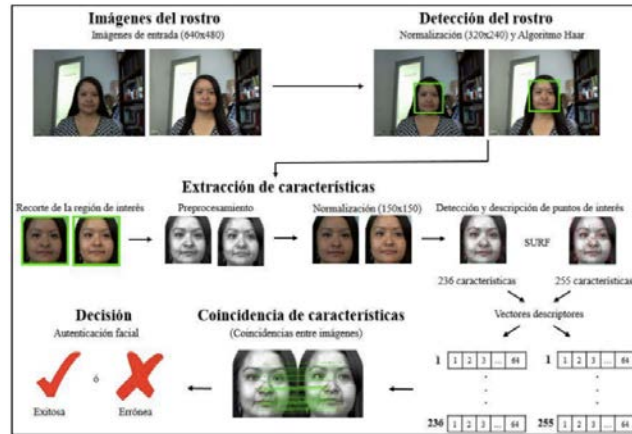 Imágenes del rostro
Imágenes de entrada (640x480)
Detección del rostro
Normalización (320x240) y Algoritmo Haar
Extracción de características
Recorte de la región de interés
Preprocesamiento
Normalización (150x150)
Detección y descripción de puntos de interés
SURF
236 características
255 características
Vectores descriptores
1 1 2 3 ... 64
1 1 2 3 ... 64
236 1 2 3 ... 64
255 1 2 3 ... 64
Coincidencia de características
(Coincidencias entre imágenes)
Decisión
Autenticación facial
ó
Exitosa
Errónea